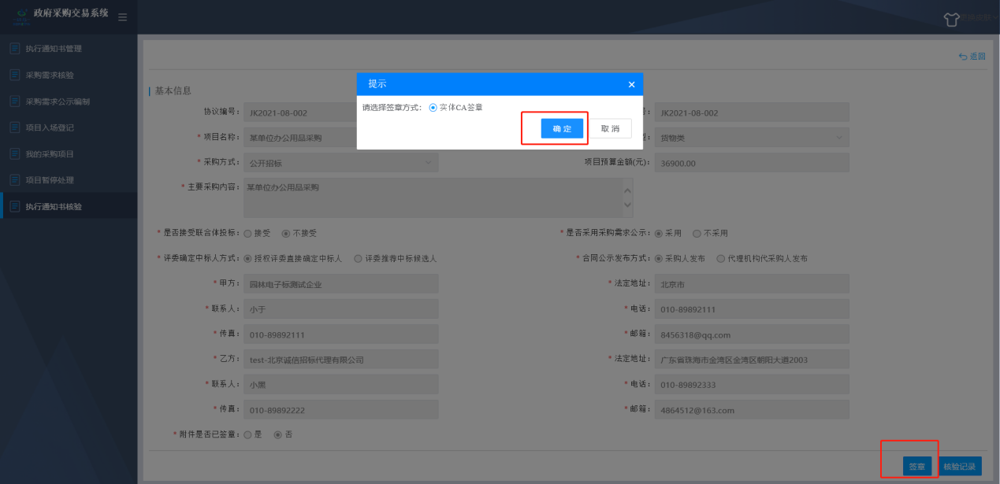 政府采购交易系统
执行通知书管理
采购需求核验
采购需求公示编制
项目入场登记
我的采购项目
项目暂停处理
执行通知书核验
返回
基本信息
提示
请选择签章方式: 实体CA签章
确定 取消
协议编号: JK2021-08-002 JK2021-08-002
* 项目名称: 某单位办公用品采购 货物类
* 采购方式: 公开招标 项目预算金额(元): 36900.00
* 主要采购内容: 某单位办公用品采购
* 是否接受联合体投标: 接受 不接受 * 是否采用采购需求公示: 采用 不采用
* 评委确定中标人方式: 授权评委直接确定中标人 评委推荐中标候选人 * 合同公示发布方式: 采购人发布 代理机构代采购人发布
* 甲方: 园林电子标测试企业 * 法定地址: 北京市
* 联系人: 小于 * 电话: 010-89892111
* 传真: 010-89892111 * 邮箱: 8456318@qq.com
* 乙方: test-北京诚信招标代理有限公司 * 法定地址: 广东省珠海市金湾区金湾区朝阳大道2003
* 联系人: 小黑 * 电话: 010-89892333
* 传真: 010-89892222 * 邮箱: 4864512@163.com
* 附件是否已签章: 是 否
签章 核验记录